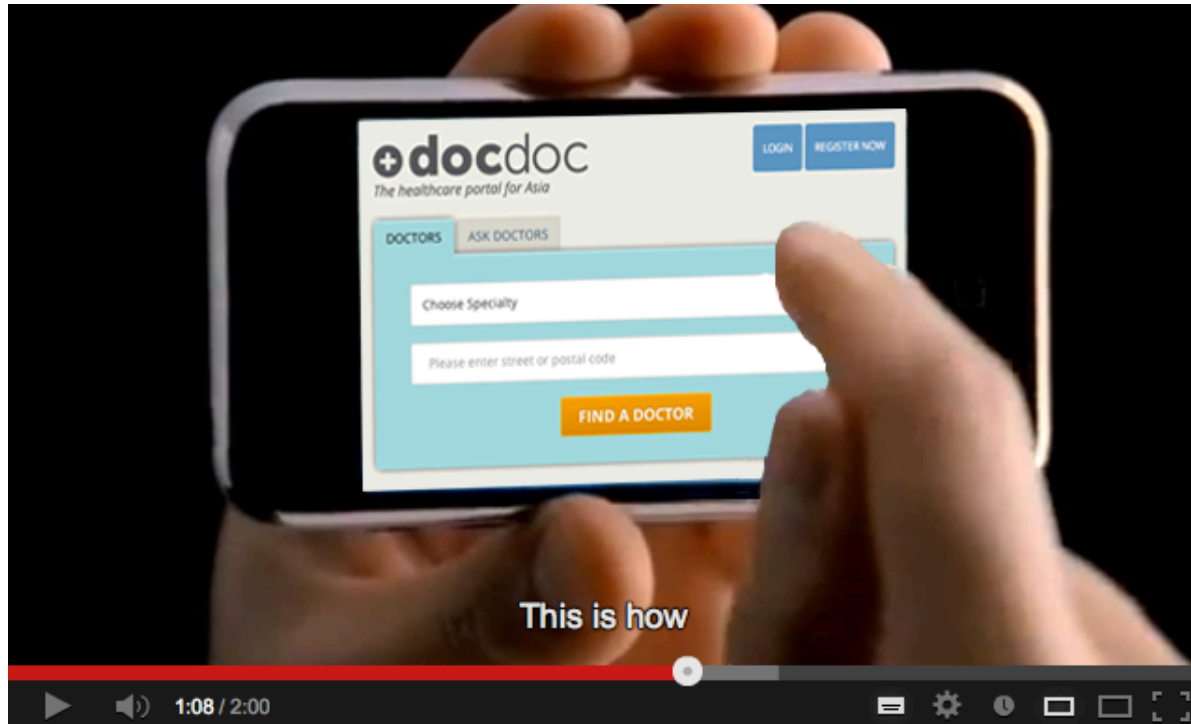 docdoc
LOGIN
REGISTER NOW
The healthcare portal for Asia
DOCTORS
ASK DOCTORS
Choose Specialty
Please enter street or postal code
FIND A DOCTOR
This is how
1:08 / 2:00